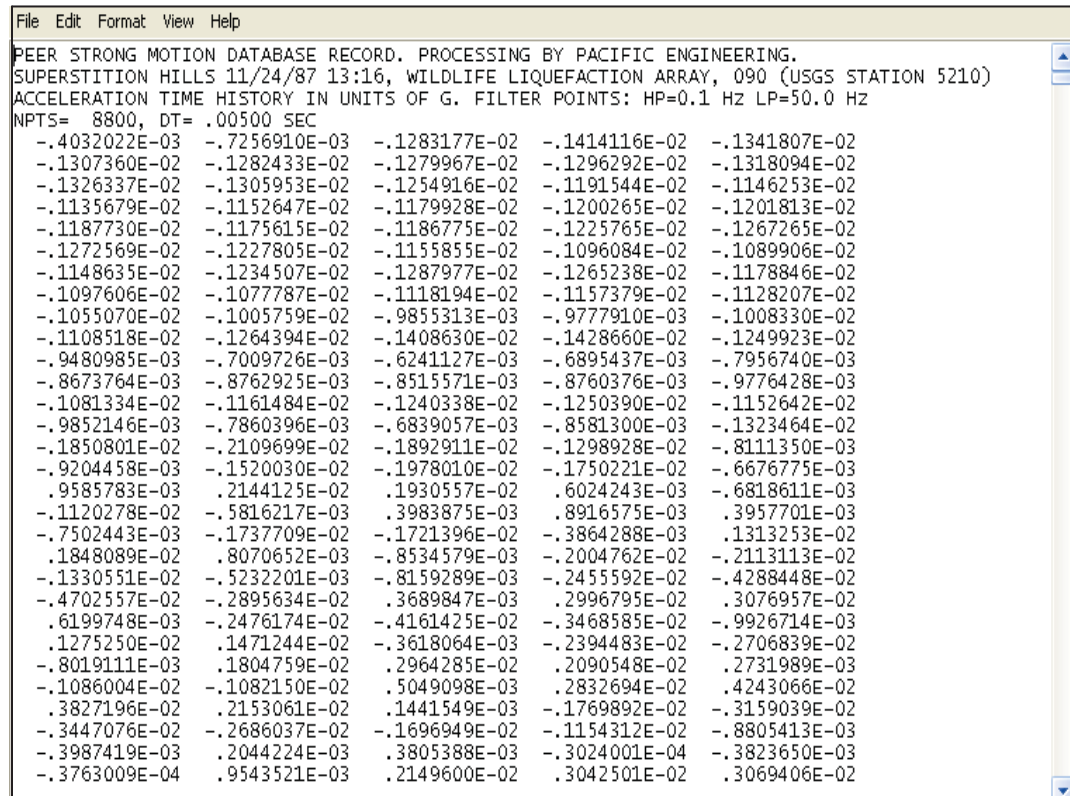 File Edit Format View Help
PEER STRONG MOTION DATABASE RECORD. PROCESSING BY PACIFIC ENGINEERING.
SUPERSTITION HILLS 11/24/87 13:16, WILDLIFE LIQUEFACTION ARRAY, 090 (USGS STATION 5210)
ACCELERATION TIME HISTORY IN UNITS OF G. FILTER POINTS: HP=0.1 Hz LP=50.0 Hz
NPTS=  8800, DT= .00500 SEC
-.4032022E-03 -.7256910E-03 -.1283177E-02 -.1414116E-02 -.1341807E-02
-.1307360E-02 -.1282433E-02 -.1279967E-02 -.1296292E-02 -.1318094E-02
-.1326337E-02 -.1305953E-02 -.1254916E-02 -.1191544E-02 -.1146253E-02
-.1135679E-02 -.1152647E-02 -.1179928E-02 -.1200265E-02 -.1201813E-02
-.1187730E-02 -.1175615E-02 -.1186775E-02 -.1225765E-02 -.1267265E-02
-.1272569E-02 -.1227805E-02 -.1155855E-02 -.1096084E-02 -.1089906E-02
-.1148635E-02 -.1234507E-02 -.1287977E-02 -.1265238E-02 -.1178846E-02
-.1097606E-02 -.1077787E-02 -.1118194E-02 -.1157379E-02 -.1128207E-02
-.1055070E-02 -.1005759E-02 -.9855313E-03 -.9777910E-03 -.1008330E-02
-.1108518E-02 -.1264394E-02 -.1408630E-02 -.1428660E-02 -.1249923E-02
-.9480985E-03 -.7009726E-03 -.6241127E-03 -.6895437E-03 -.7956740E-03
-.8673764E-03 -.8762925E-03 -.8515571E-03 -.8760376E-03 -.9776428E-03
-.1081334E-02 -.1161484E-02 -.1240338E-02 -.1250390E-02 -.1152642E-02
-.9852146E-03 -.7860396E-03 -.6839057E-03 -.8581300E-03 -.1323464E-02
-.1850801E-02 -.2109699E-02 -.1892911E-02 -.1298928E-02 -.8111350E-03
-.9204458E-03 -.1520030E-02 -.1978010E-02 -.1750221E-02 -.6676775E-03
.9585783E-03 .2144125E-02 .1930557E-02 .6024243E-03 -.6818611E-03
-.1120278E-02 -.5816217E-03 .3983875E-03 .8916575E-03 .3957701E-03
-.7502443E-03 -.1737709E-02 -.1721396E-02 -.3864288E-03 .1313253E-02
.1848089E-02 .8070652E-03 -.8534579E-03 -.2004762E-02 -.2113113E-02
-.1330551E-02 -.5232201E-03 -.8159289E-03 -.2455592E-02 -.4288448E-02
-.4702557E-02 -.2895634E-02 .3689847E-03 .2996795E-02 .3076957E-02
.6199748E-03 -.2476174E-02 -.4161425E-02 -.3468585E-02 -.9926714E-03
.1275250E-02 .1471244E-02 -.3618064E-03 -.2394483E-02 -.2706839E-02
-.8019111E-03 .1804759E-02 .2964285E-02 .2090548E-02 .2731989E-03
-.1086004E-02 -.1082150E-02 .5049098E-03 .2832694E-02 .4243066E-02
.3827196E-02 .2153061E-02 .1441549E-03 -.1769892E-02 -.3159039E-02
-.3447076E-02 -.2686037E-02 -.1696949E-02 -.1154312E-02 -.8805413E-03
-.3987419E-03 .2044224E-03 .3805388E-03 -.3024001E-04 -.3823650E-03
-.3763009E-04 .9543521E-03 .2149600E-02 .3042501E-02 .3069406E-02